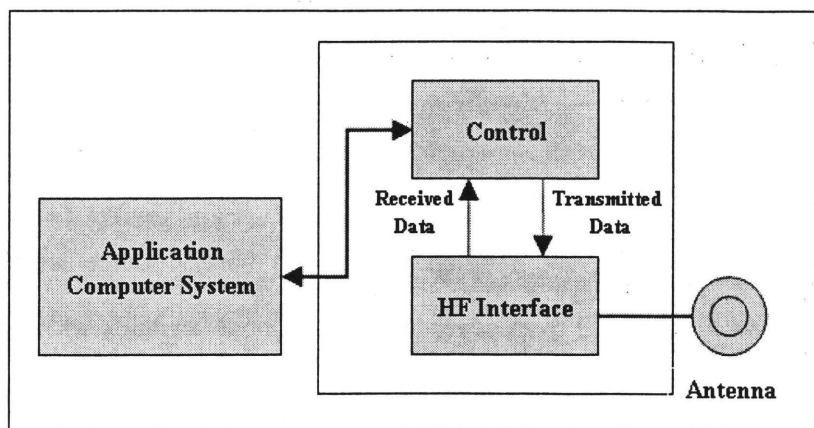 Control
Received
Data
Transmitted
Data
Application
Computer System
HF Interface
Antenna